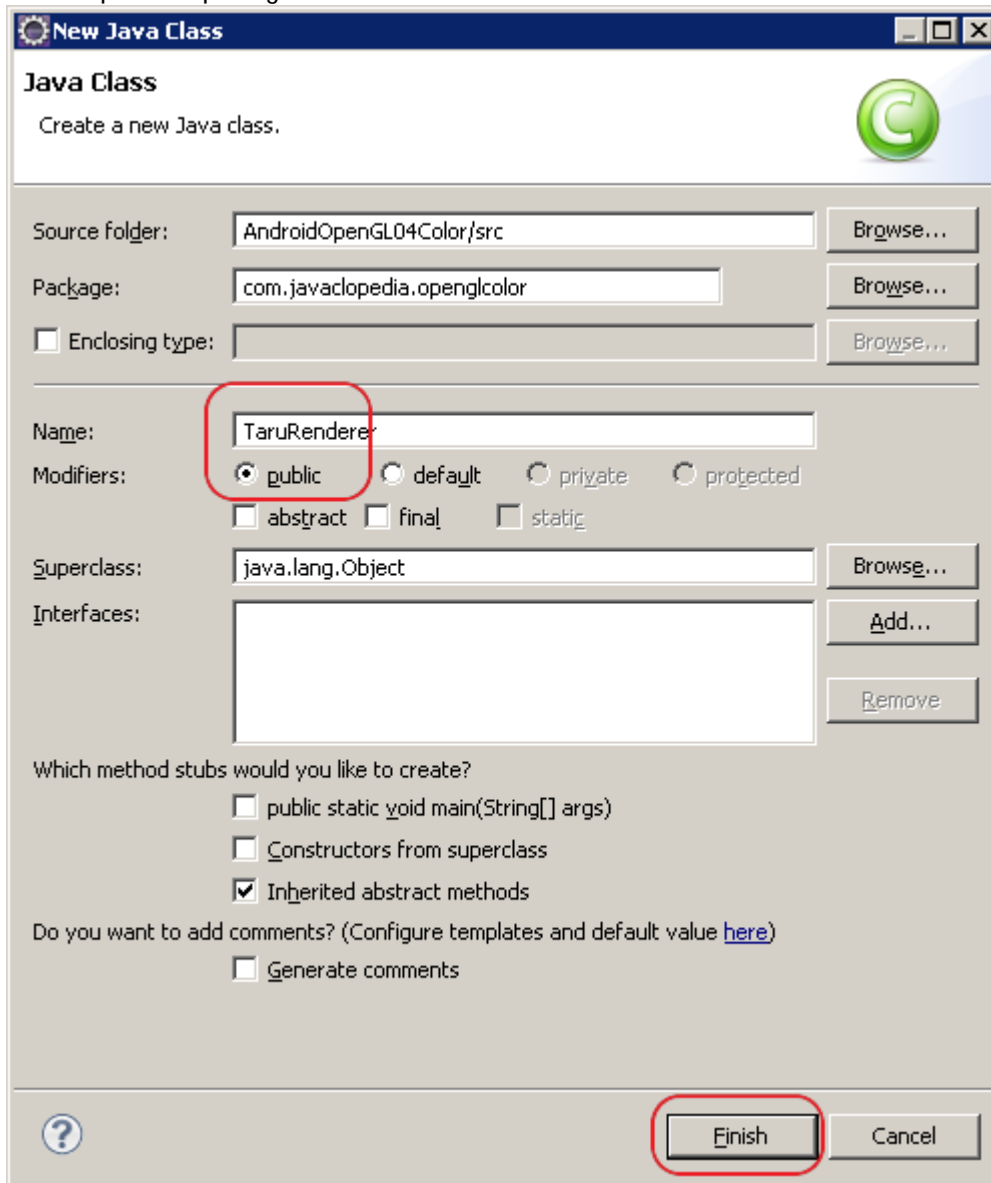 New Java Class
Java Class
Create a new Java class.
Source folder: AndroidOpenGL04Color/src Browse...
Package: com.javaclopedia.openglcolor Browse...
Enclosing type: Browse...
Name: TaruRenderer
Modifiers: public default private protected
abstract final static
Superclass: java.lang.Object Browse...
Interfaces: Add...
Remove
Which method stubs would you like to create?
public static void main(String[] args)
Constructors from superclass
Inherited abstract methods
Do you want to add comments? (Configure templates and default value here)
Generate comments
? Finish Cancel